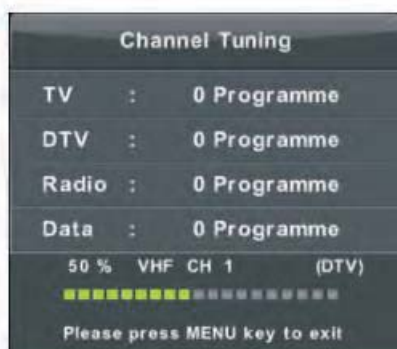 Channel Tuning
TV : 0 Programme
DTV : 0 Programme
Radio : 0 Programme
Data : 0 Programme
50 % VHF CH 1 (DTV)
Please press MENU key to exit